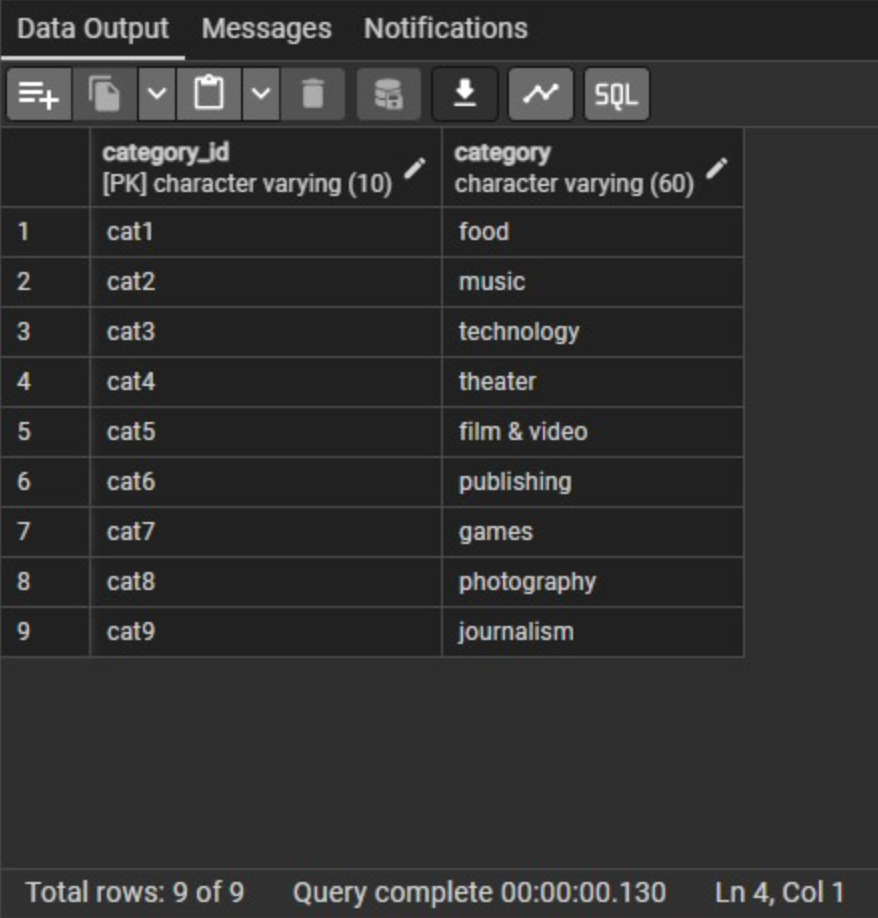 Data Output Messages Notifications
SQL
category_id category
[PK] character varying (10) character varying (60)
1 cat1 food
2 cat2 music
3 cat3 technology
4 cat4 theater
5 cat5 film & video
6 cat6 publishing
7 cat7 games
8 cat8 photography
9 cat9 journalism
Total rows: 9 of 9 Query complete 00:00:00.130 Ln 4, Col 1